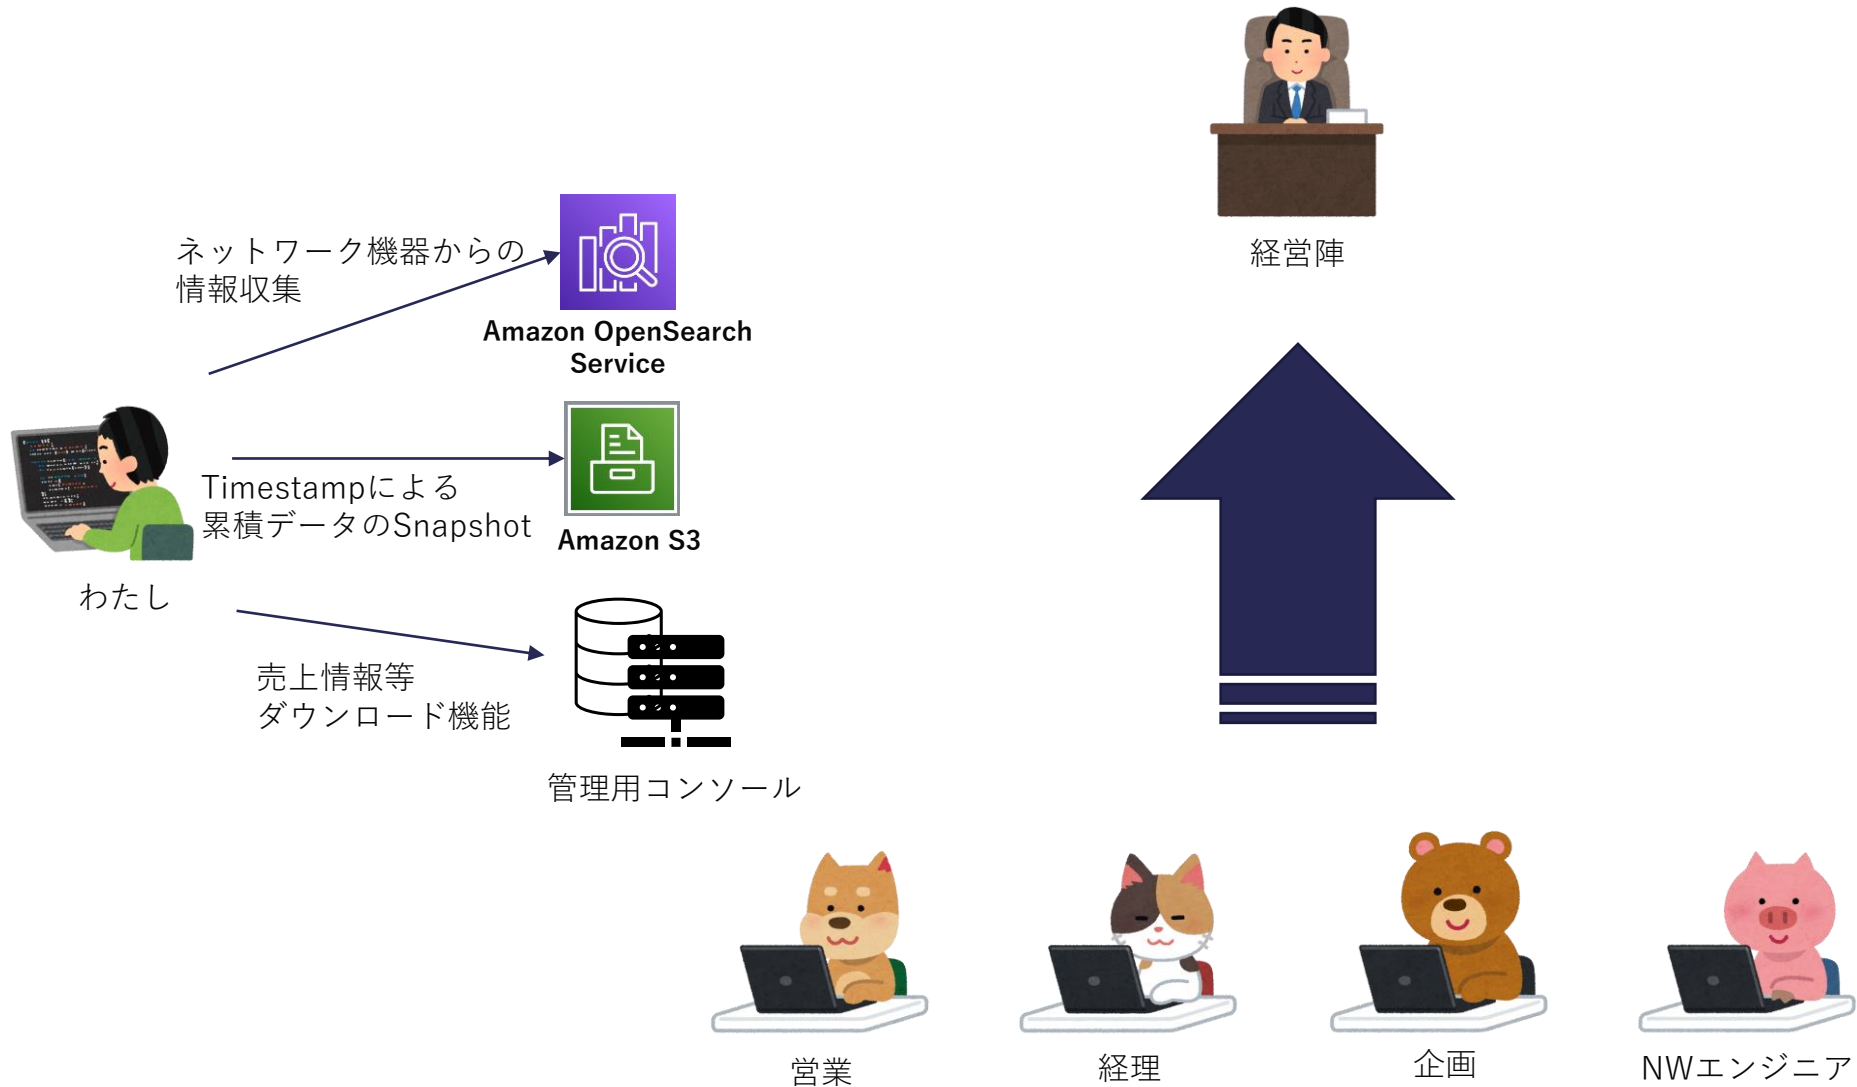 経営陣
ネットワーク機器からの
情報収集
Amazon OpenSearch
Service
Timestampによる
累積データのSnapshot
Amazon S3
わたし
売上情報等
ダウンロード機能
管理用コンソール
営業
経理
企画
NWエンジニア